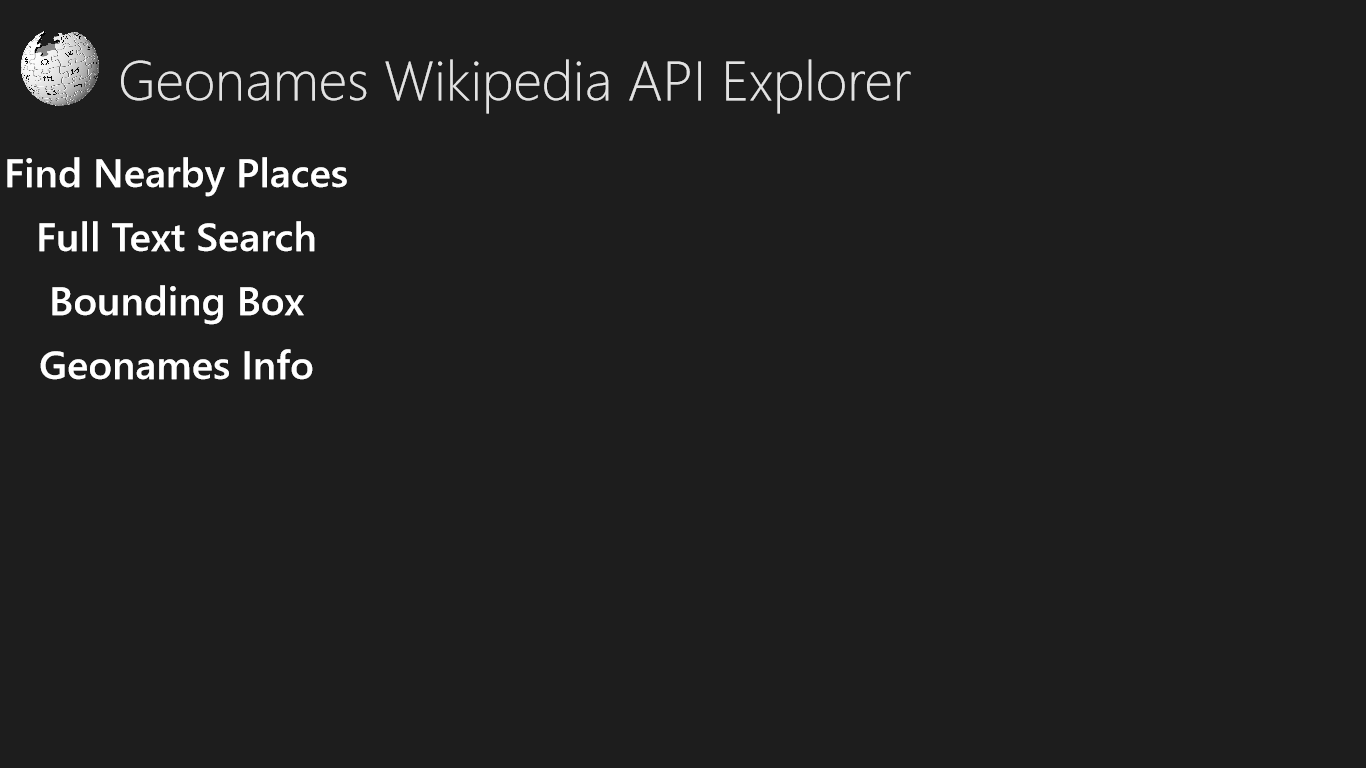 Geonames Wikipedia API Explorer
Find Nearby Places
Full Text Search
Bounding Box
Geonames Info